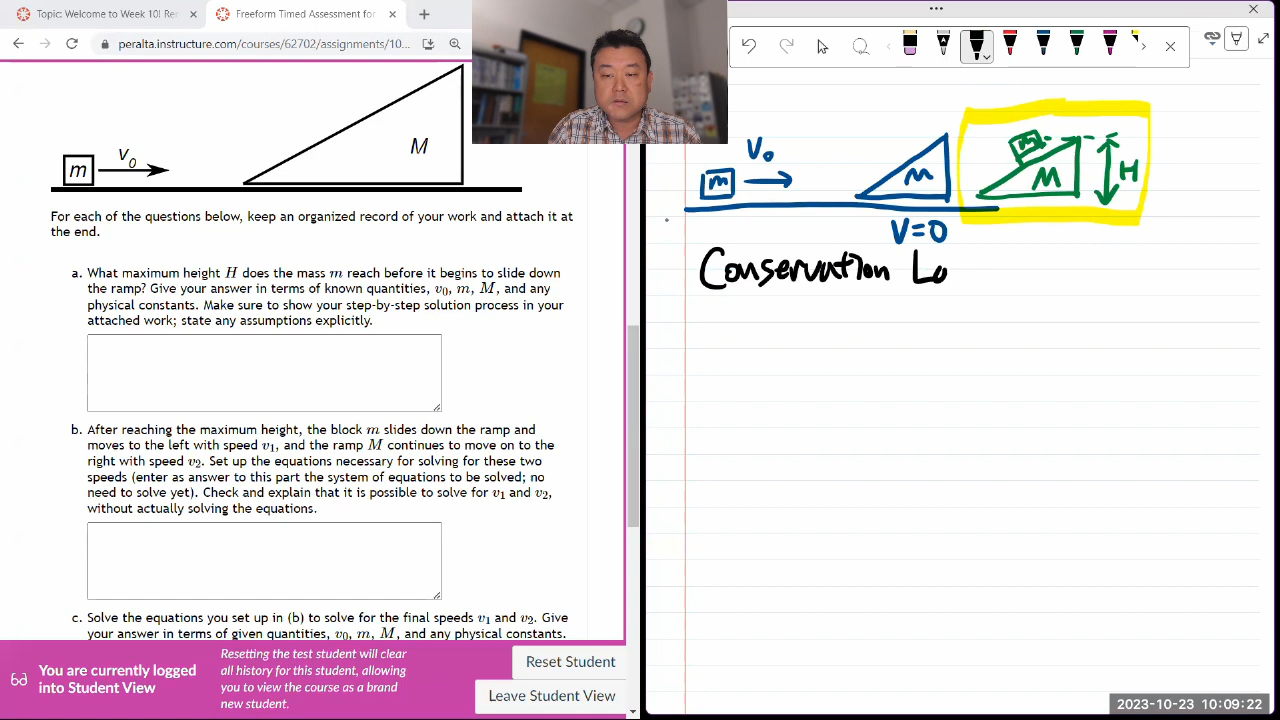 Topic: Welcome to Week 10! Re
Freeform Timed Assessment for
peralta.instructure.com/courses/62702/assignments/10...
m
v0
M
For each of the questions below, keep an organized record of your work and attach it at
the end.
a. What maximum height H does the mass m reach before it begins to slide down
the ramp? Give your answer in terms of known quantities, v0, m, M, and any
physical constants. Make sure to show your step-by-step solution process in your
attached work; state any assumptions explicitly.
b. After reaching the maximum height, the block m slides down the ramp and
moves to the left with speed v1, and the ramp M continues to move on to the
right with speed v2. Set up the equations necessary for solving for these two
speeds (enter as answer to this part the system of equations to be solved; no
need to solve yet). Check and explain that it is possible to solve for v1 and v2,
without actually solving the equations.
c. Solve the equations you set up in (b) to solve for the final speeds v1 and v2. Give
your answer in terms of given quantities, v0, m, M, and any physical constants.
You are currently logged
into Student View
Resetting the test student will clear
all history for this student, allowing
you to view the course as a brand
new student.
Reset Student
Leave Student View
m
V0
M
m
M
H
V=0
Conservation La
2023-10-23 10:09:22